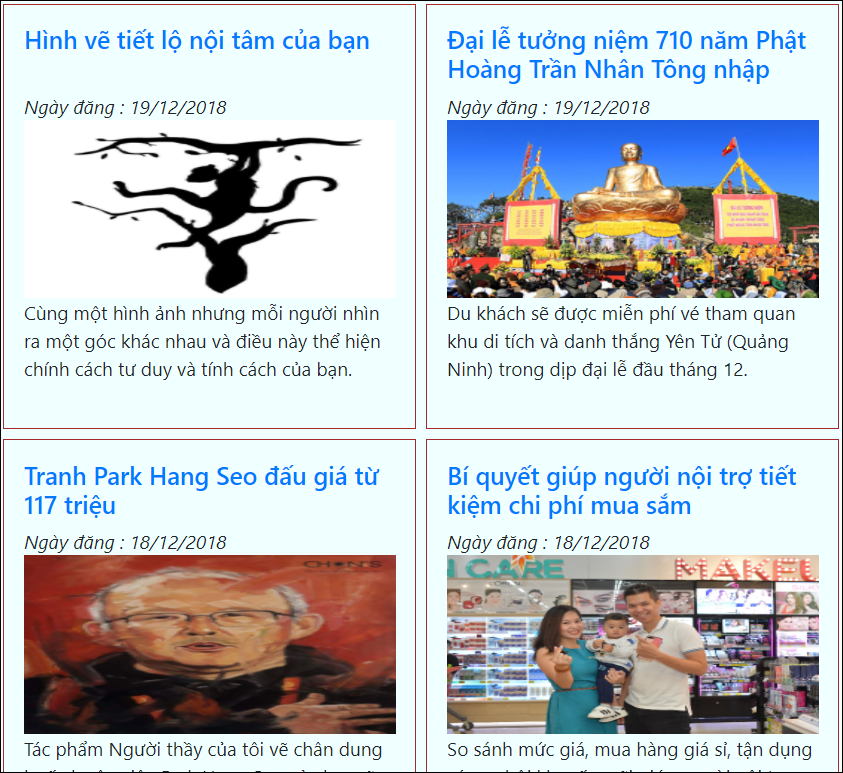 Hình vẽ tiết lộ nội tâm của bạn
Ngày đăng : 19/12/2018
Cùng một hình ảnh nhưng mỗi người nhìn
ra một góc khác nhau và điều này thể hiện
chính cách tư duy và tính cách của bạn.
Đại lễ tưởng niệm 710 năm Phật
Hoàng Trần Nhân Tông nhập
Ngày đăng : 19/12/2018
Du khách sẽ được miễn phí vé tham quan
khu di tích và danh thắng Yên Tử (Quảng
Ninh) trong dịp đại lễ đầu tháng 12.
Tranh Park Hang Seo đấu giá từ
117 triệu
Ngày đăng : 18/12/2018
Tác phẩm Người thầy của tôi vẽ chân dung
Bí quyết giúp người nội trợ tiết
kiệm chi phí mua sắm
Ngày đăng : 18/12/2018
CARE
MAKEU
So sánh mức giá, mua hàng giá sỉ, tận dụng